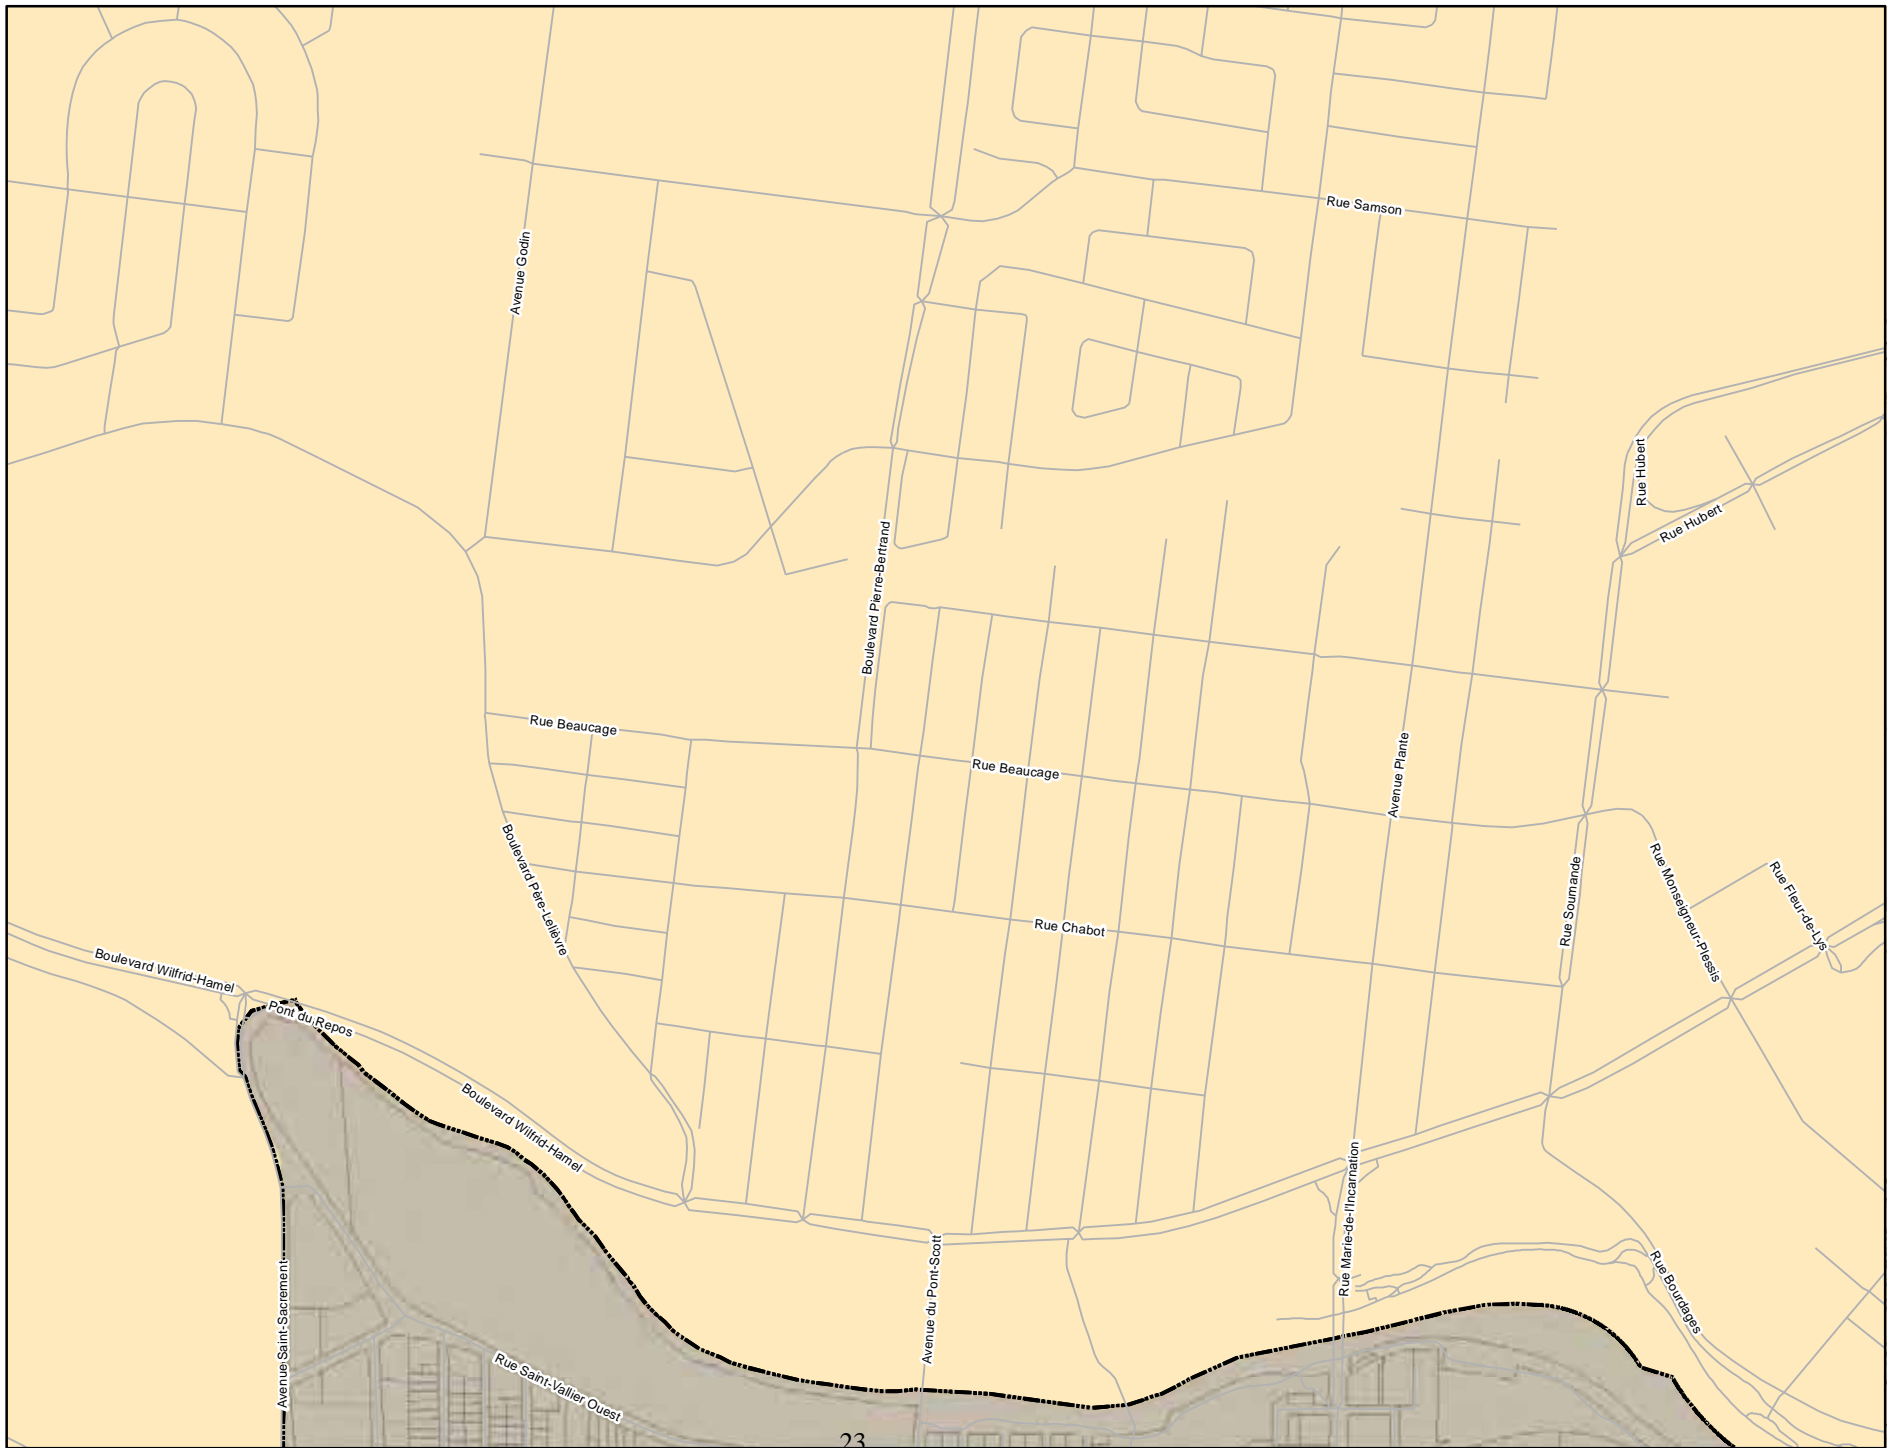 Rue Samson
Avenue Godin
Rue Hubert
Rue Hubert
Boulevard Pierre-Bertrand
Rue Beaucage
Rue Beaucage
Avenue Plante
Boulevard Père-Lelièvre
Rue Soumande
Rue Monseigneur-Plessis
Rue Fleur-de-Lys
Rue Chabot
Boulevard Wilfrid-Hamel
Pont du Repos
Boulevard Wilfrid-Hamel
Rue Marie-de-l'Incarnation
Avenue du Pont-Scott
Rue Bourdages
Avenue Saint-Sacrement
Rue Saint-Vallier Ouest
23